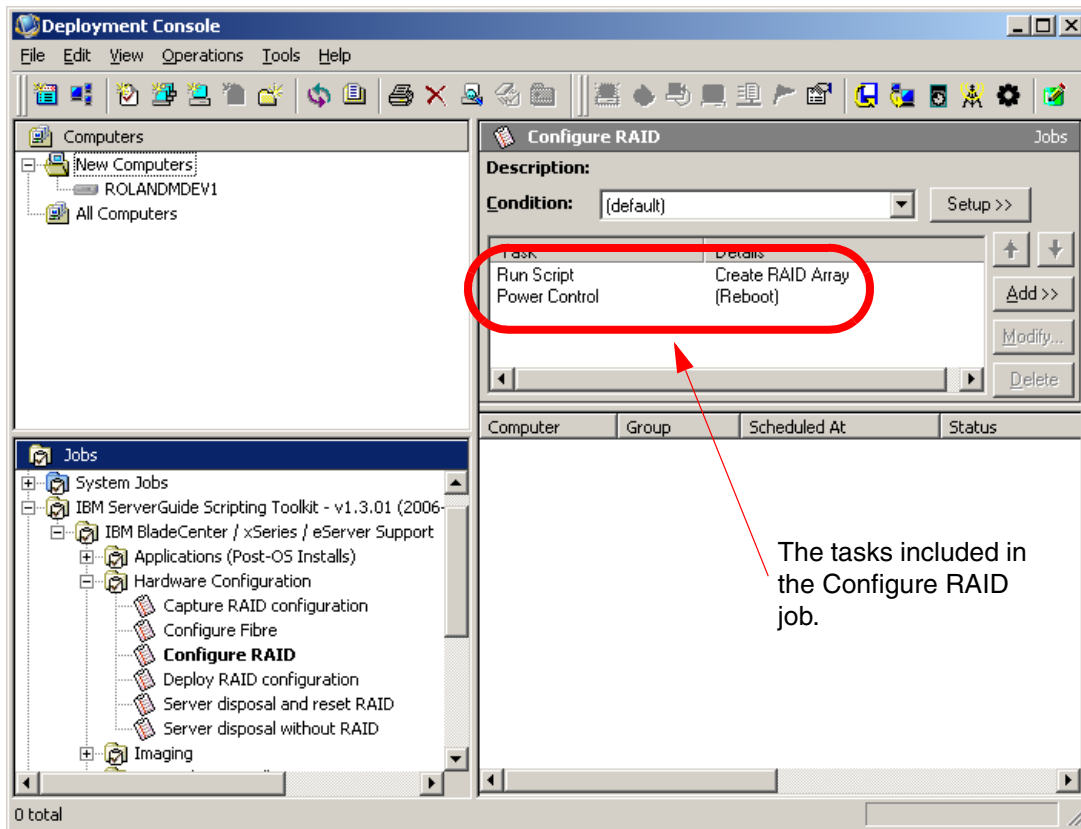 Deployment Console
File Edit View Operations Tools Help
Computers
New Computers
ROLANDMDEV1
All Computers
Configure RAID Jobs
Description:
Condition: (default) Setup >>
Task Details
Run Script Create RAID Array
Power Control (Reboot)
Add >>
Modify...
Delete
Computer Group Scheduled At Status
Jobs
System Jobs
IBM ServerGuide Scripting Toolkit - v1.3.01 (2006-
IBM BladeCenter / xSeries / eServer Support
Applications (Post-OS Installs)
Hardware Configuration
Capture RAID configuration
Configure Fibre
Configure RAID
Deploy RAID configuration
Server disposal and reset RAID
Server disposal without RAID
Imaging
The tasks included in
the Configure RAID
job.
0 total